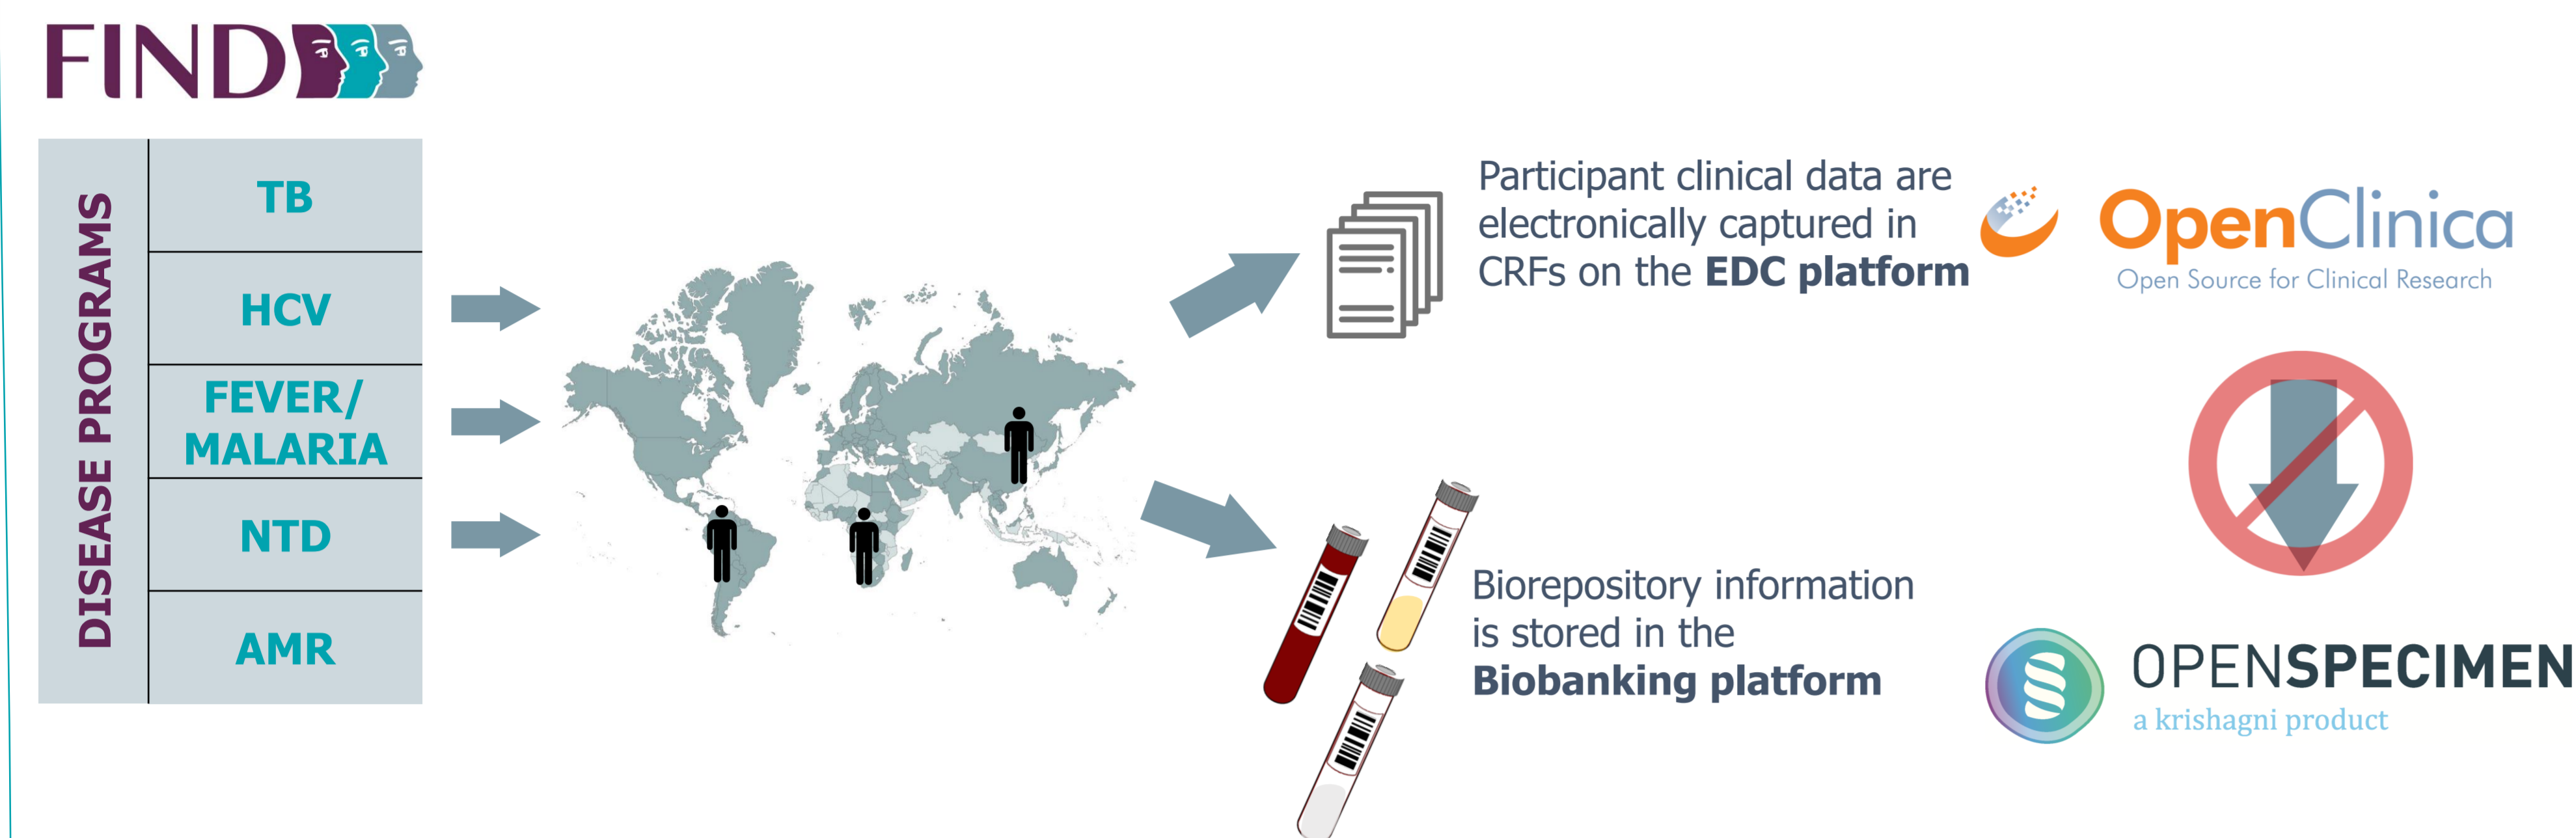 FIND
DISEASE PROGRAMS
TB
HCV
FEVER/
MALARIA
NTD
AMR
Participant clinical data are
electronically captured in
CRFs on the EDC platform
OpenClinica
Open Source for Clinical Research
Biorepository information
is stored in the
Biobanking platform
OPENSPECIMEN
a krishagni product